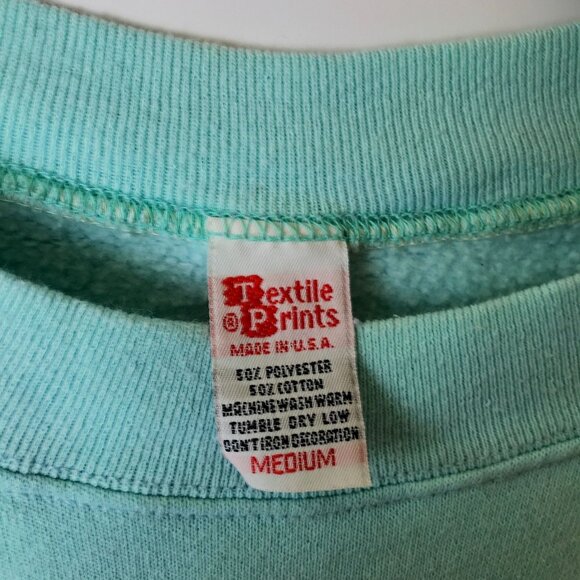 Textile
® Prints
MADE IN U.S.A.
50% POLYESTER
50% COTTON
MACHINE WASH WARM
TUMBLE DRY LOW
DON'T IRON DECORATION
MEDIUM